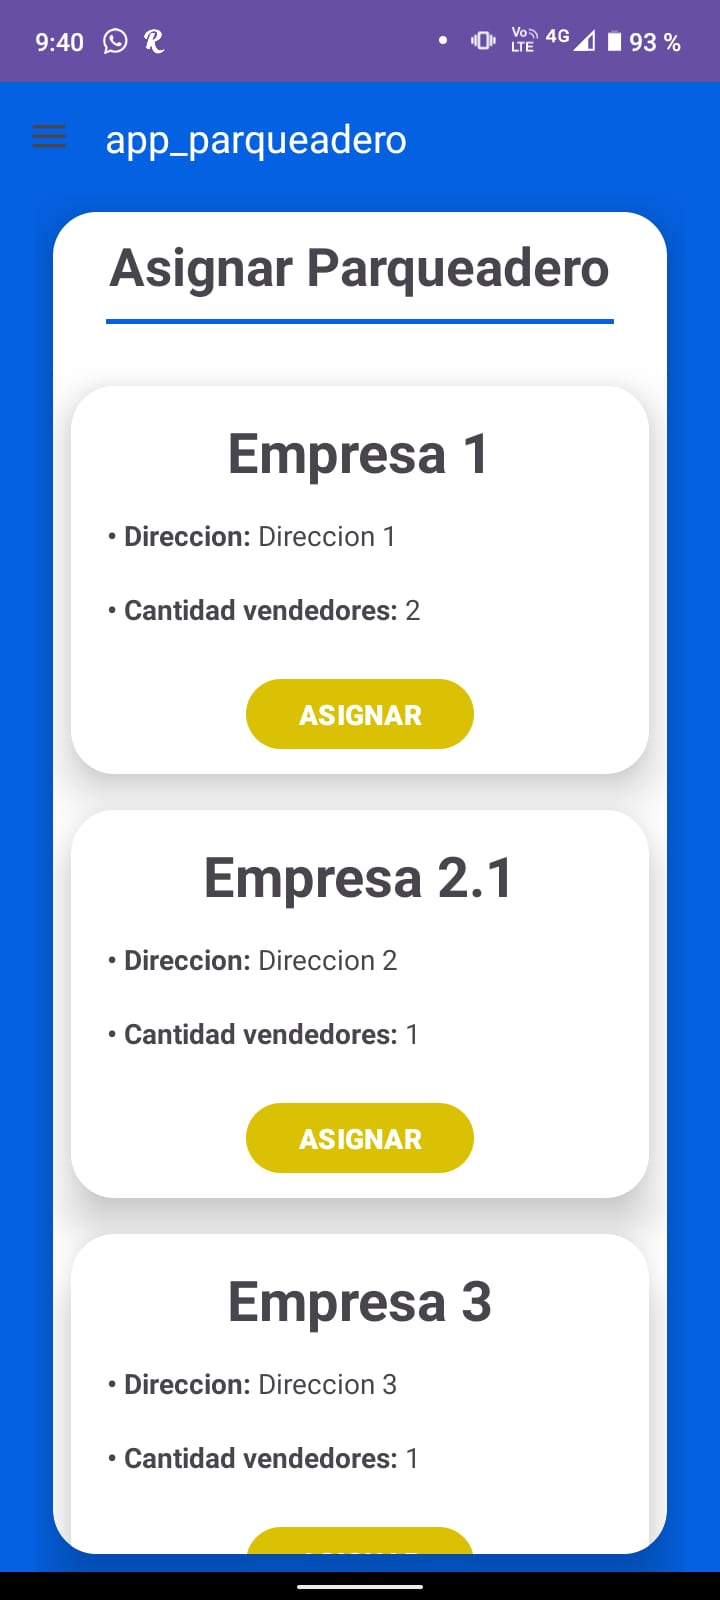 9:40
Vo LTE 4G 93 %
app_parqueadero
Asignar Parqueadero
Empresa 1
• Direccion: Direccion 1
• Cantidad vendedores: 2
ASIGNAR
Empresa 2.1
• Direccion: Direccion 2
• Cantidad vendedores: 1
ASIGNAR
Empresa 3
• Direccion: Direccion 3
• Cantidad vendedores: 1